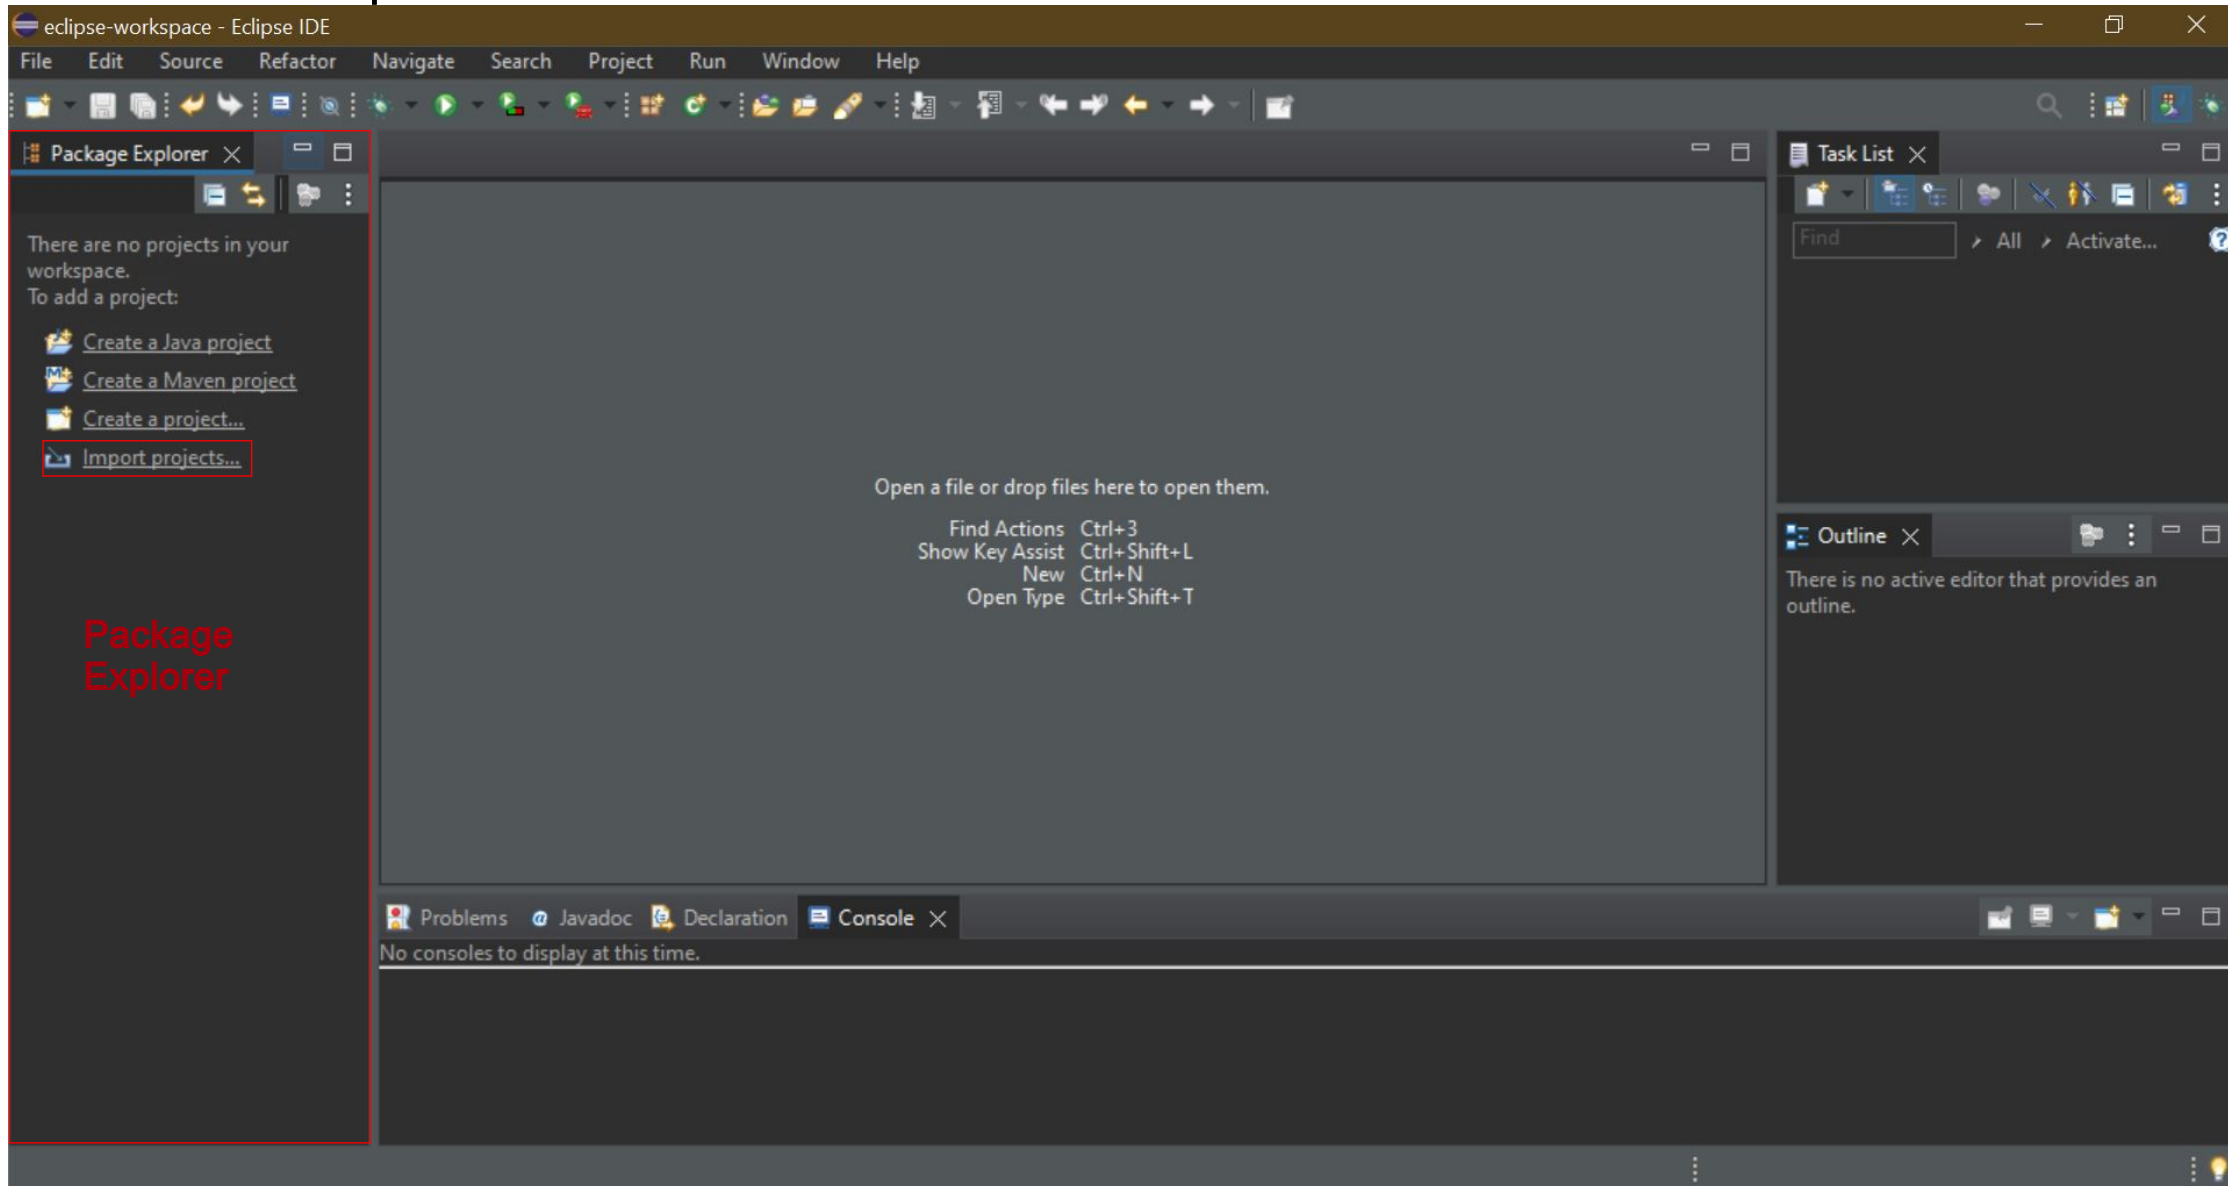 eclipse-workspace - Eclipse IDE
File Edit Source Refactor Navigate Search Project Run Window Help
Package Explorer
There are no projects in your
workspace.
To add a project:
Create a Java project
Create a Maven project
Create a project...
Import projects...
Package
Explorer
Open a file or drop files here to open them.
Find Actions Ctrl+3
Show Key Assist Ctrl+Shift+L
New Ctrl+N
Open Type Ctrl+Shift+T
Task List
Find All Activate...
Outline
There is no active editor that provides an
outline.
Problems Javadoc Declaration Console
No consoles to display at this time.